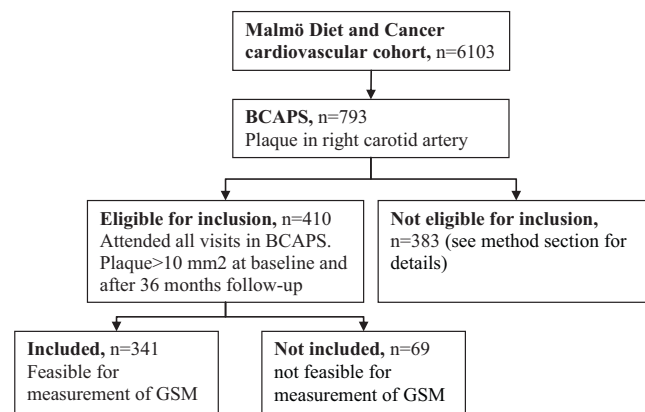 Malmö Diet and Cancer
cardiovascular cohort, n=6103
BCAPS, n=793
Plaque in right carotid artery
Eligible for inclusion, n=410
Attended all visits in BCAPS.
Plaque>10 mm2 at baseline and
after 36 months follow-up
Not eligible for inclusion,
n=383 (see method section for
details)
Included, n=341
Feasible for
measurement of GSM
Not included, n=69
not feasible for
measurement of GSM